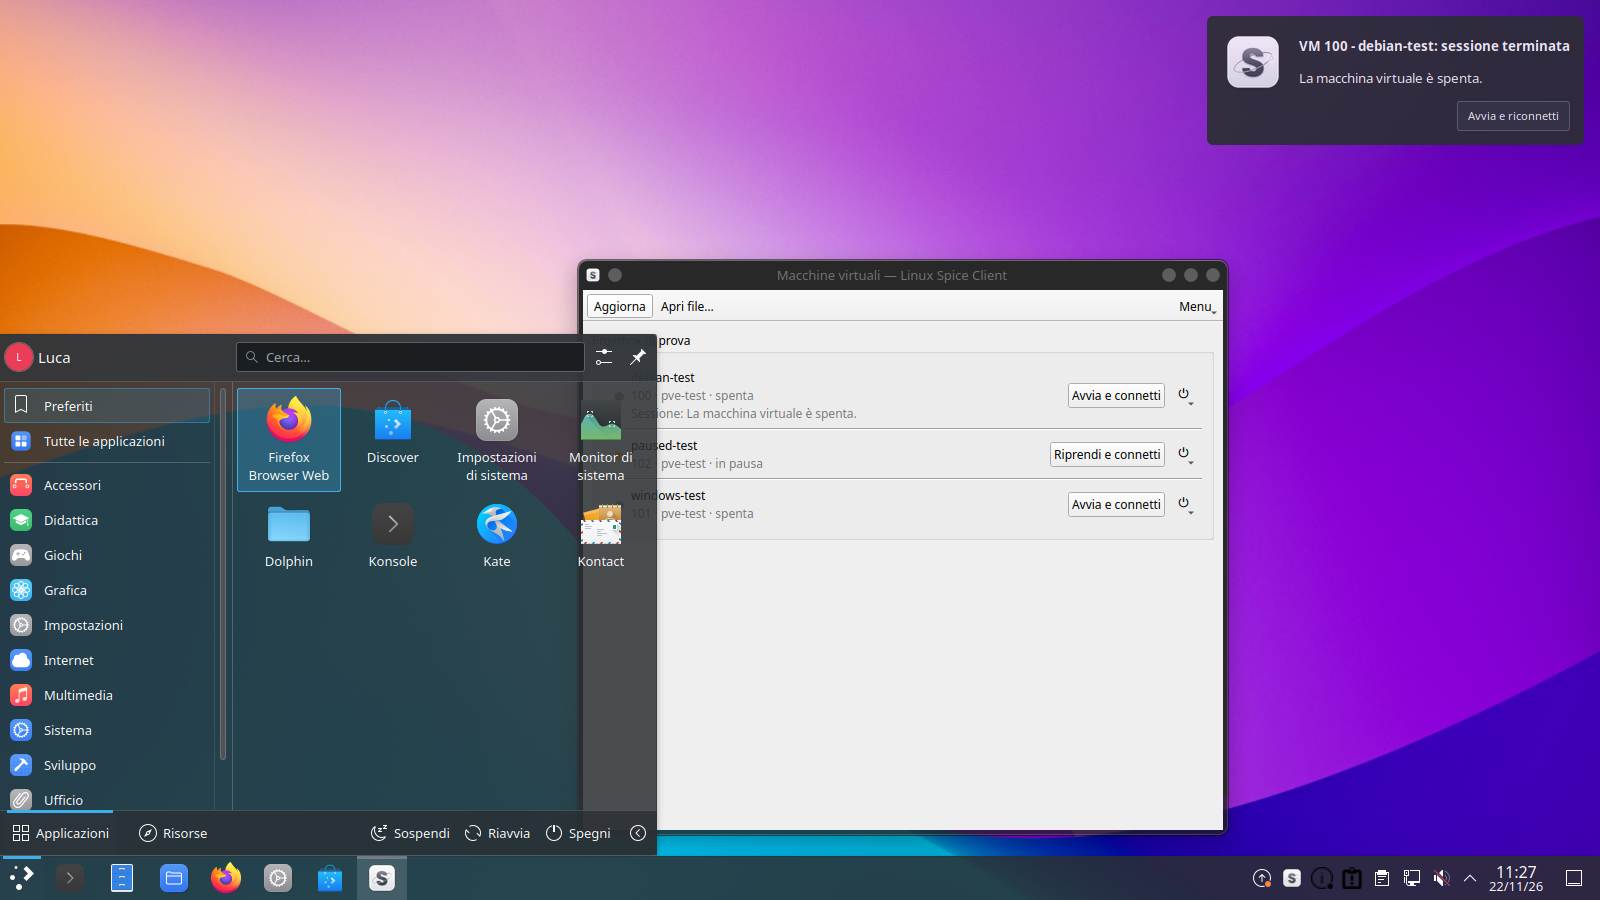 VM 100 - debian-test: sessione terminata
La macchina virtuale è spenta.
Avvia e riconnetti
Macchine virtuali — Linux Spice Client
Aggiorna
Apri file...
Menu
prova
debian-test
100 · pve-test · spenta
Sessione: La macchina virtuale è spenta.
Avvia e connetti
paused-test
102 · pve-test · in pausa
Riprendi e connetti
windows-test
101 · pve-test · spenta
Avvia e connetti
L
Luca
Cerca...
Preferiti
Tutte le applicazioni
Accessori
Didattica
Giochi
Grafica
Impostazioni
Internet
Multimedia
Sistema
Sviluppo
Ufficio
Firefox
Browser Web
Discover
Impostazioni
di sistema
Monitor di
sistema
Dolphin
Konsole
Kate
Kontact
Applicazioni
Risorse
Sospendi
Riavvia
Spegni
11:27
22/11/26